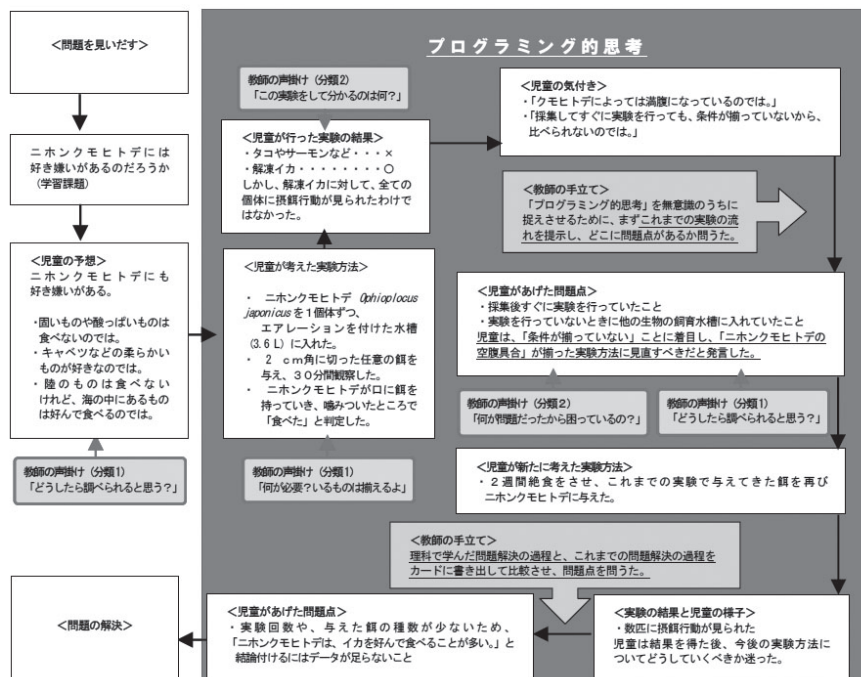 プログラミング的思考
＜問題を見いだす＞
ニホンクモヒトデには
好き嫌いがあるのだろうか
(学習課題)
＜児童の予想＞
ニホンクモヒトデにも
好き嫌いがある。
・固いものや酸っぱいものは
食べないのでは。
・キャベツなどの柔らかい
ものが好きなのでは。
・陸のものは食べない
けれど、海の中にあるもの
は好んで食べるのでは。
教師の声掛け（分類1）
「どうしたら調べられると思う？」
＜児童が考えた実験方法＞
・ ニホンクモヒトデ Ophioplocus
japonicus を１個体ずつ、
エアレーションを付けた水槽
(3.6 L) に入れた。
・ ２ cm角に切った任意の餌を
与え、３０分間観察した。
・ ニホンクモヒトデが口に餌を
持っていき、噛みついたところで
「食べた」と判定した。
教師の声掛け（分類1）
「何が必要？いるものは揃えるよ」
教師の声掛け（分類2）
「この実験をして分かるのは何？」
＜児童が行った実験の結果＞
・タコやサーモンなど・・・×
・解凍イカ・・・・・・・・○
しかし、解凍イカに対して、全ての
個体に摂餌行動が見られたわけ
ではなかった。
＜児童の気付き＞
・「クモヒトデによっては満腹になっているのでは。」
・「採集してすぐに実験を行っても、条件が揃っていないから、
比べられないのでは。」
＜教師の手立て＞
「プログラミング的思考」を無意識のうちに
捉えさせるために、まずこれまでの実験の流
れを提示し、どこに問題点があるか問うた。
＜児童があげた問題点＞
・採集後すぐに実験を行っていたこと
・実験を行っていないときに他の生物の飼育水槽に入れていたこと
児童は、「条件が揃っていない」ことに着目し、「ニホンクモヒトデの
空腹具合」が揃った実験方法に見直すべきだと発言した。
教師の声掛け（分類2）
「何が問題だったから困っているの？」
教師の声掛け（分類1）
「どうしたら調べられると思う？」
＜児童が新たに考えた実験方法＞
・２週間絶食をさせ、これまでの実験で与えてきた餌を再び
ニホンクモヒトデに与えた。
＜教師の手立て＞
理科で学んだ問題解決の過程と、これまでの問題解決の過程を
カードに書き出して比較させ、問題点を問うた。
＜実験の結果と児童の様子＞
・数匹に摂餌行動が見られた
児童は結果を得た後、今後の実験方法に
ついてどうしていくべきか迷った。
＜児童があげた問題点＞
・実験回数や、与えた餌の種数が少ないため、
「ニホンクモヒトデは、イカを好んで食べることが多い。」と
結論付けるにはデータが足らないこと
＜問題の解決＞